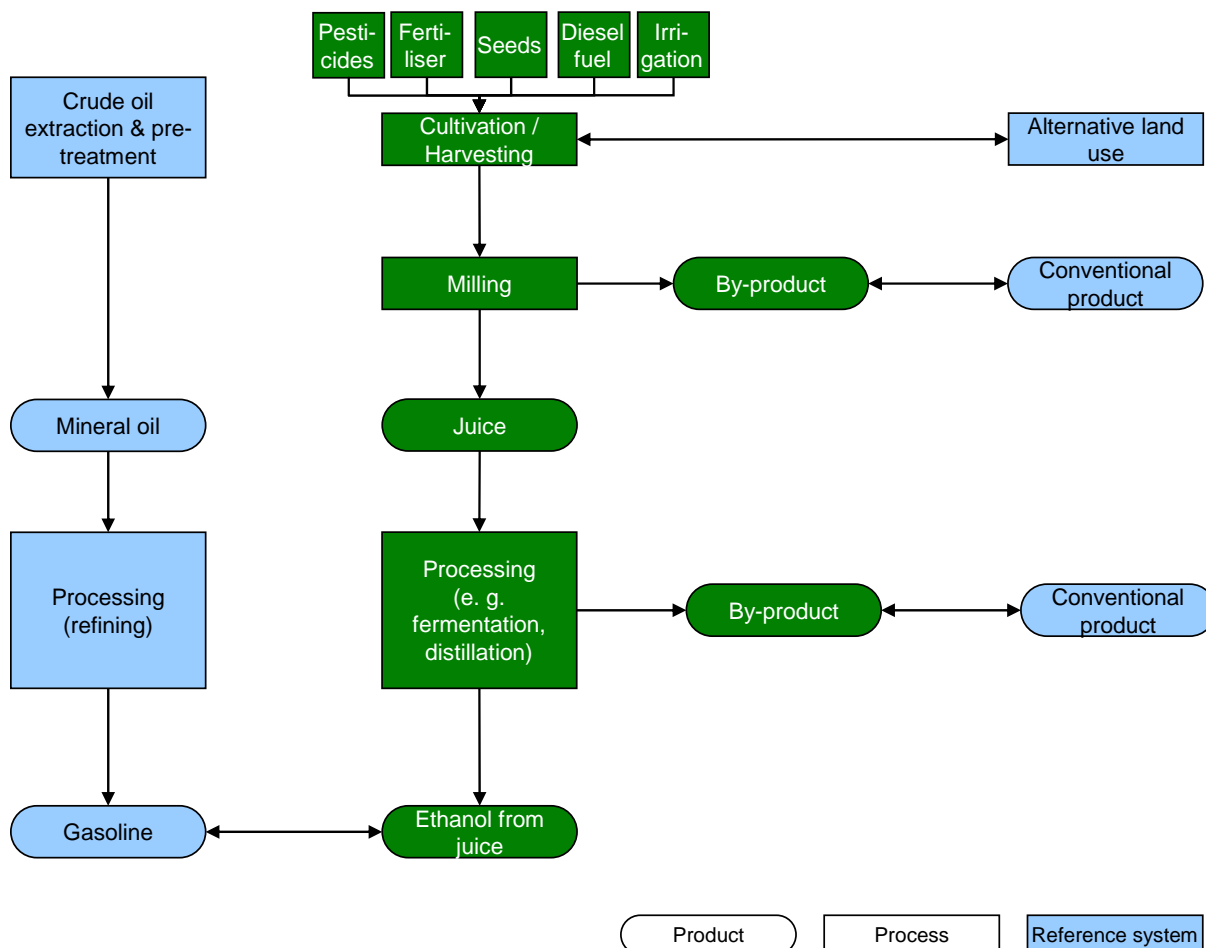 Pesti-
cides
Ferti-
liser
Seeds
Diesel
fuel
Irri-
gation
Crude oil
extraction & pre-
treatment
Cultivation /
Harvesting
Alternative land
use
Milling
By-product
Conventional
product
Mineral oil
Juice
Processing
(refining)
Processing
(e. g.
fermentation,
distillation)
By-product
Conventional
product
Gasoline
Ethanol from
juice
Product
Process
Reference system